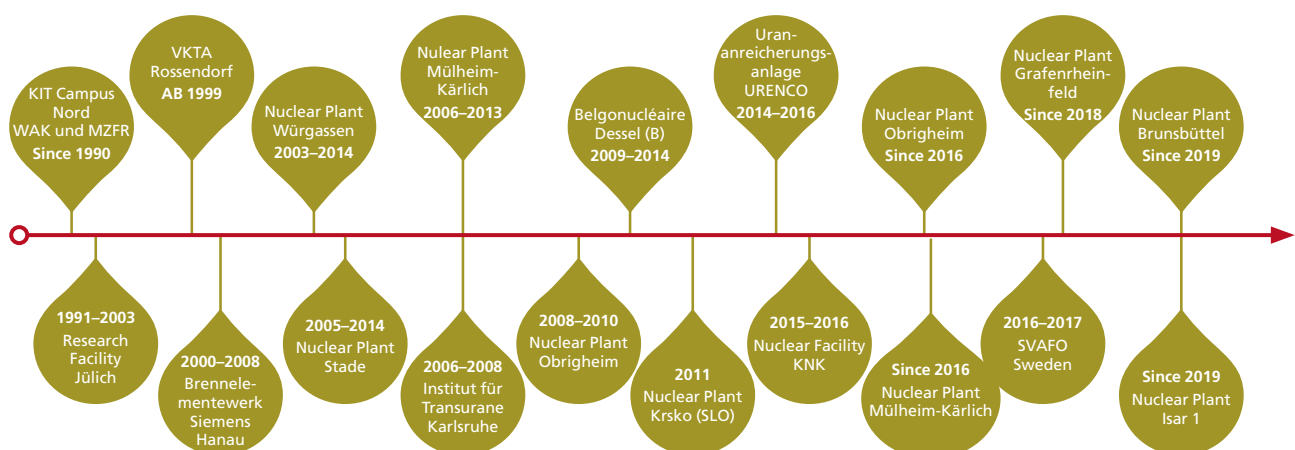 KIT Campus
Nord
WAK und MZFR
Since 1990
VKTA
Rossendorf
AB 1999
Nuclear Plant
Würgassen
2003–2014
Nulear Plant
Mülheim-
Kärlich
2006–2013
Belgonucléaire
Dessel (B)
2009–2014
Uran-
anreicherungs-
anlage
URENCO
2014–2016
Nuclear Plant
Obrigheim
Since 2016
Nuclear Plant
Grafenrhein-
feld
Since 2018
Nuclear Plant
Brunsbüttel
Since 2019
1991–2003
Research
Facility
Jülich
2000–2008
Brennele-
mentewerk
Siemens
Hanau
2005–2014
Nuclear Plant
Stade
2006–2008
Institut für
Transurane
Karlsruhe
2008–2010
Nuclear Plant
Obrigheim
2011
Nuclear Plant
Krsko (SLO)
2015–2016
Nuclear Facility
KNK
Since 2016
Nuclear Plant
Mülheim-Kärlich
2016–2017
SVAFO
Sweden
Since 2019
Nuclear Plant
Isar 1